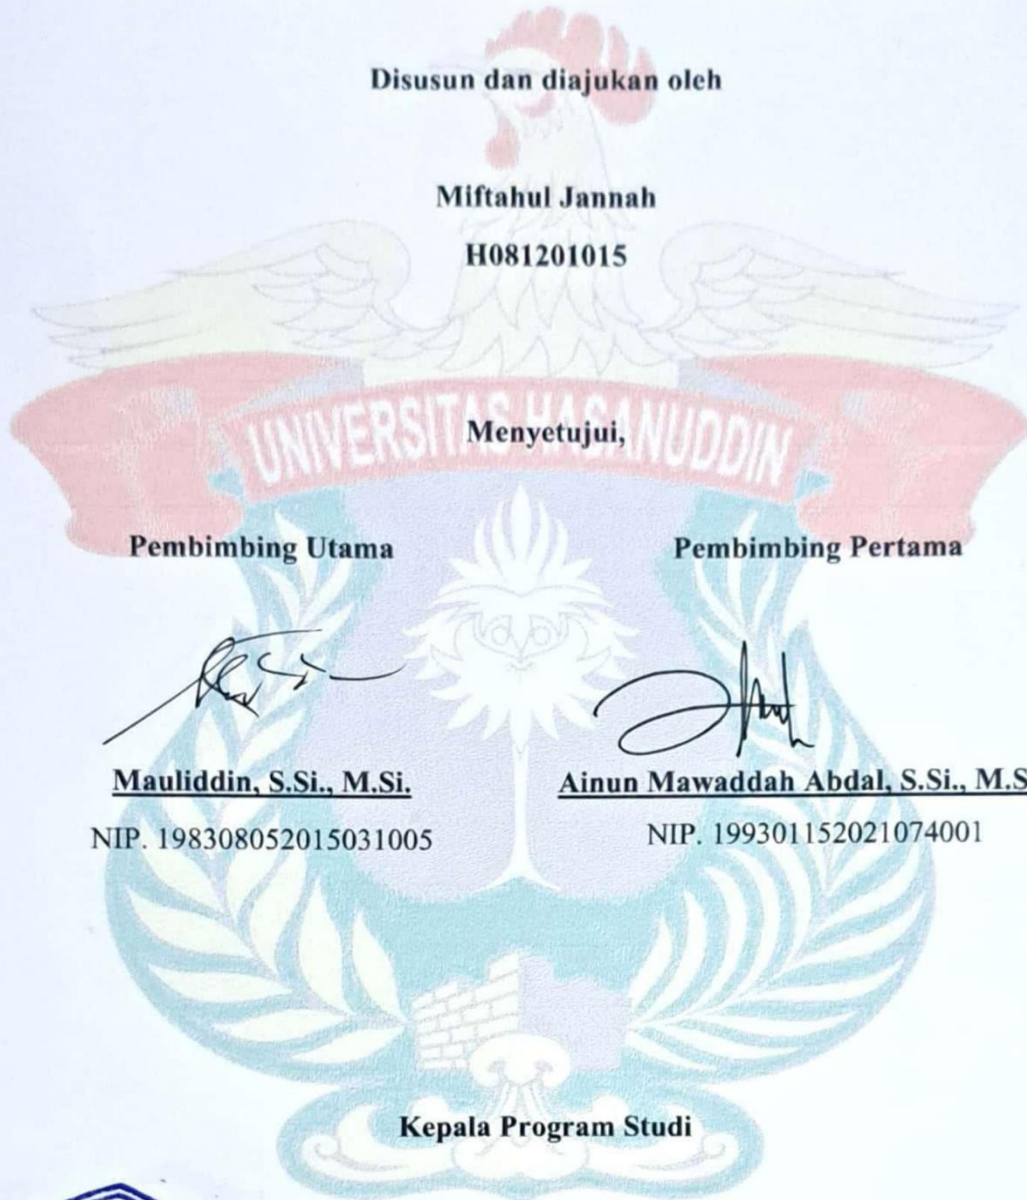 Disusun dan diajukan oleh
Miftahul Jannah
H081201015
UNIVERSITAS HASANUDDIN
Menyetujui,
Pembimbing Utama
Pembimbing Pertama
Mauliddin, S.Si., M.Si.
Ainun Mawaddah Abdal, S.Si., M.S
NIP. 198308052015031005
NIP. 199301152021074001
Kepala Program Studi